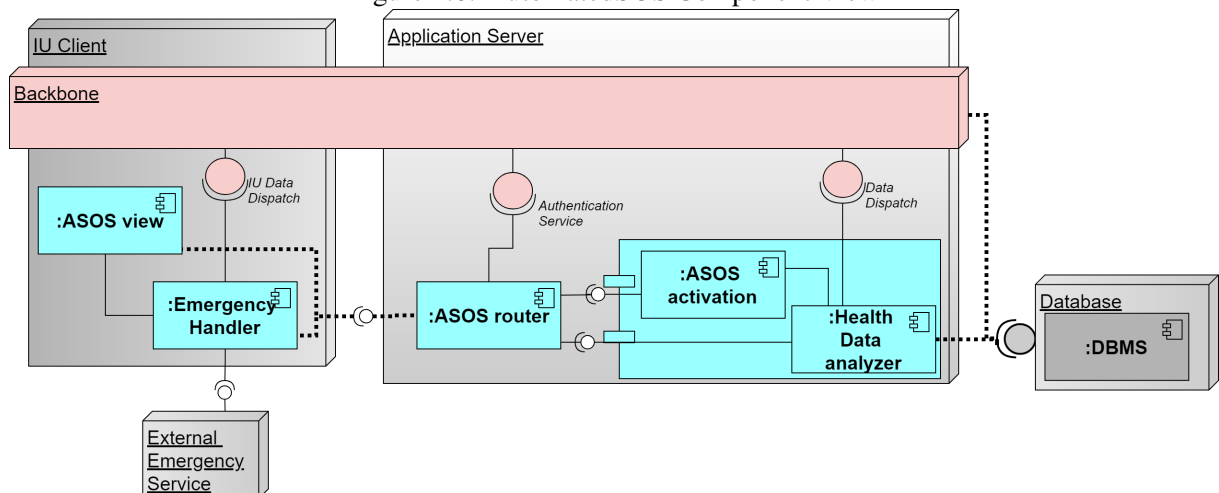 IU Client
Application Server
Backbone
IU Data
Dispatch
Authentication
Service
Data
Dispatch
:ASOS view
:ASOS
activation
:Emergency
Handler
:ASOS router
:Health
Data
analyzer
Database
:DBMS
External
Emergency
Service